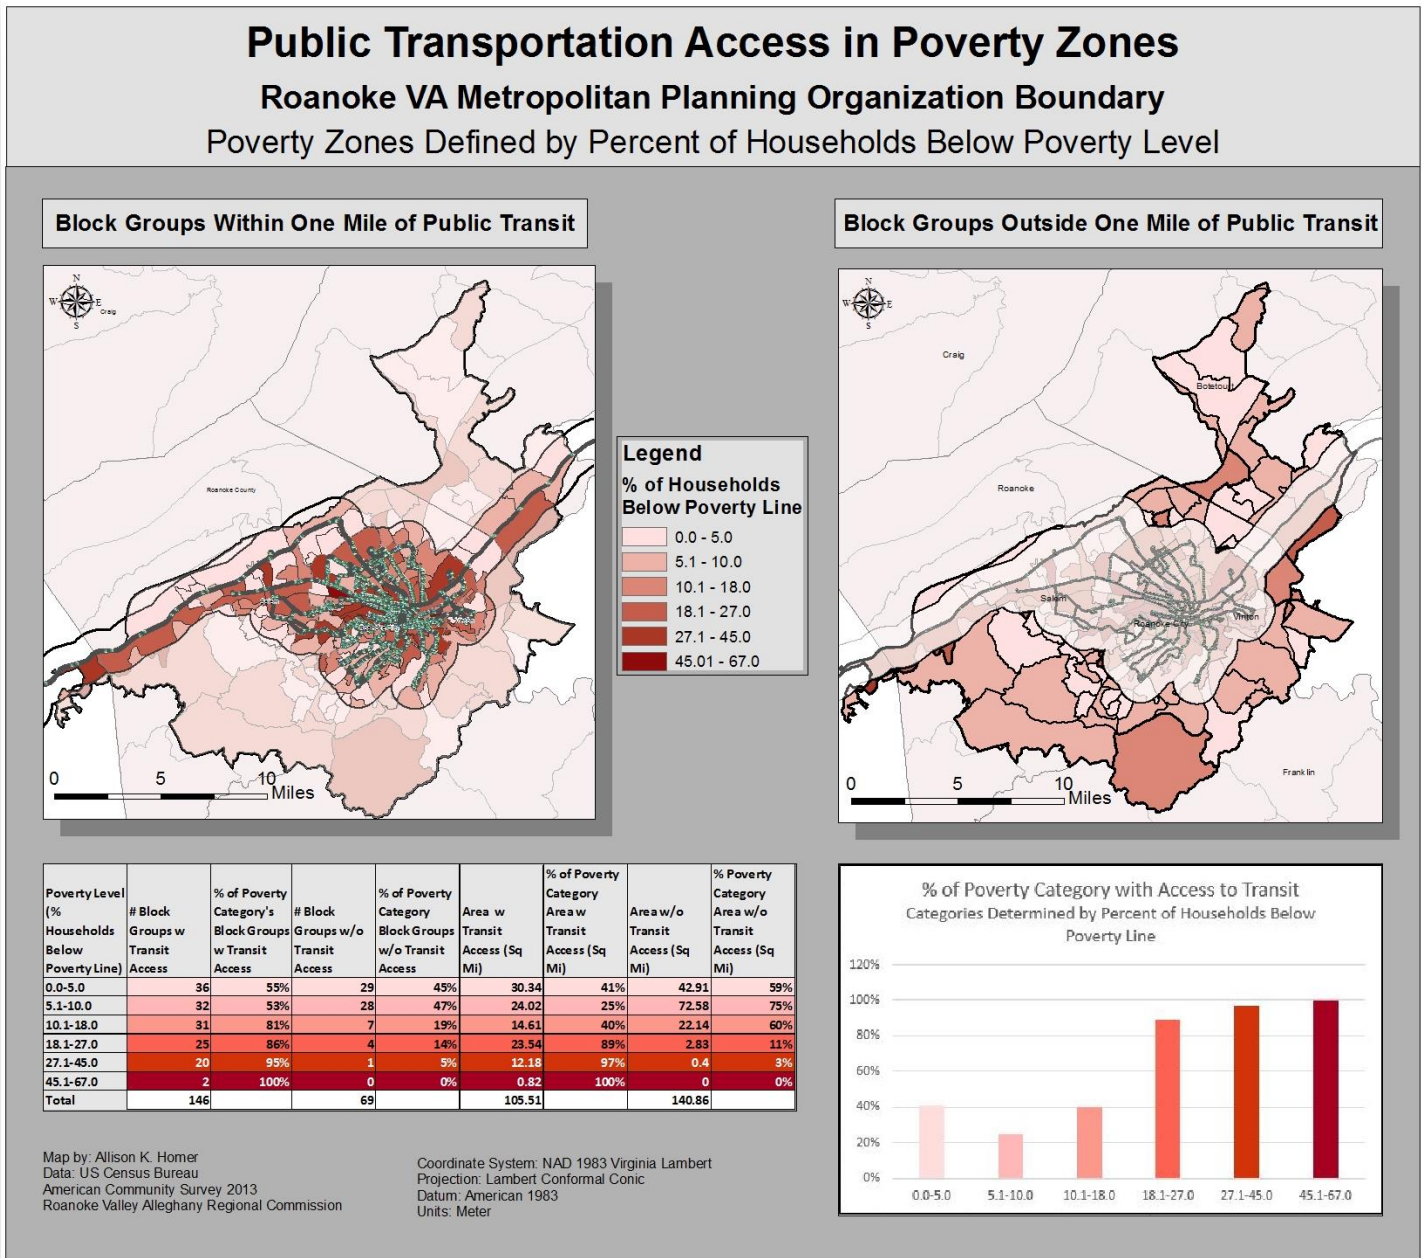 Public Transportation Access in Poverty Zones
Roanoke VA Metropolitan Planning Organization Boundary
Poverty Zones Defined by Percent of Households Below Poverty Level
Block Groups Within One Mile of Public Transit
Block Groups Outside One Mile of Public Transit
N
W E
S
Craig
Roanoke County
0 5 10
Miles
Legend
% of Households
Below Poverty Line
0.0 - 5.0
5.1 - 10.0
10.1 - 18.0
18.1 - 27.0
27.1 - 45.0
45.01 - 67.0
N
W E
S
Craig
Botetourt
Roanoke
Salem
Vinton
Roanoke City
Franklin
0 5 10
Miles
Poverty Level
(%
Households
Below
Poverty Line)
# Block
Groups w
Transit
Access
% of Poverty
Category's
Block Groups
w Transit
Access
# Block
Groups w/o
Transit
Access
% of Poverty
Category
Block Groups
w/o Transit
Access
Area w
Transit
Access (Sq
Mi)
% of Poverty
Category
Area w
Transit
Access (Sq
Mi)
Area w/o
Transit
Access (Sq
Mi)
% Poverty
Category
Area w/o
Transit
Access (Sq
Mi)
0.0-5.0 36 55% 29 45% 30.34 41% 42.91 59%
5.1-10.0 32 53% 28 47% 24.02 25% 72.58 75%
10.1-18.0 31 81% 7 19% 14.61 40% 22.14 60%
18.1-27.0 25 86% 4 14% 23.54 89% 2.83 11%
27.1-45.0 20 95% 1 5% 12.18 97% 0.4 3%
45.1-67.0 2 100% 0 0% 0.82 100% 0 0%
Total 146 69 105.51 140.86
% of Poverty Category with Access to Transit
Categories Determined by Percent of Households Below
Poverty Line
120%
100%
80%
60%
40%
20%
0%
0.0-5.0 5.1-10.0 10.1-18.0 18.1-27.0 27.1-45.0 45.1-67.0
Map by: Allison K. Homer
Data: US Census Bureau
American Community Survey 2013
Roanoke Valley Alleghany Regional Commission
Coordinate System: NAD 1983 Virginia Lambert
Projection: Lambert Conformal Conic
Datum: American 1983
Units: Meter